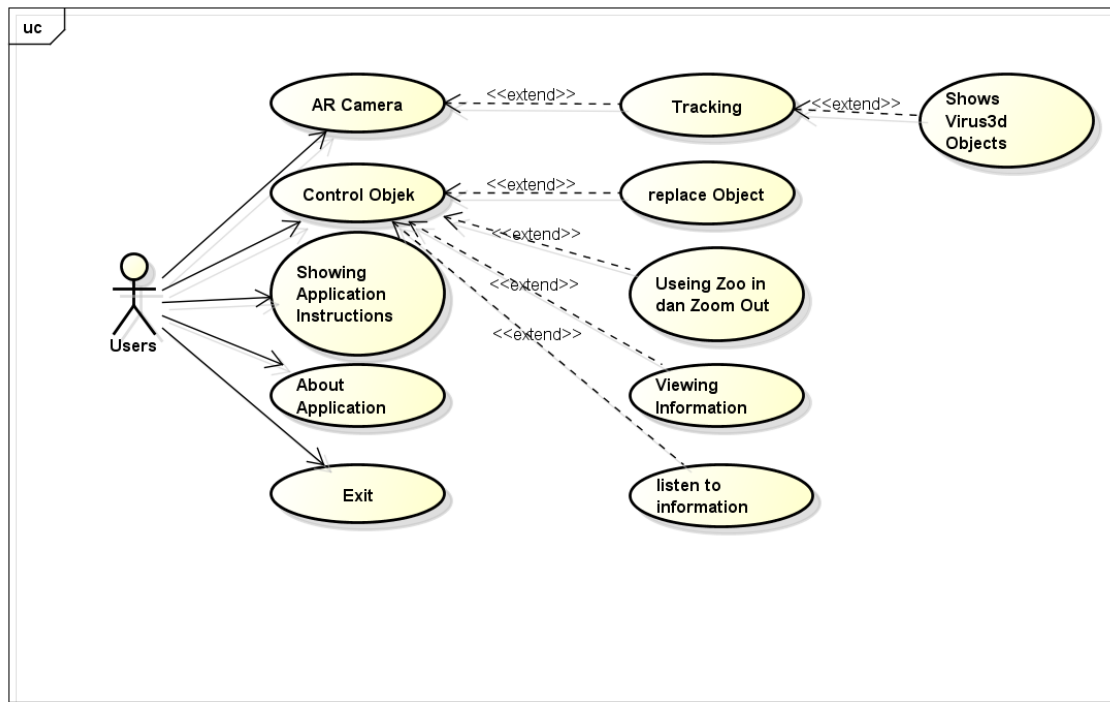 uc
AR Camera
<<extend>>
Tracking
<<extend>>
Shows
Virus3d
Objects
Control Objek
<<extend>>
replace Object
<<extend>>
Showing
Application
Instructions
Useing Zoo in
dan Zoom Out
<<extend>>
<<extend>>
Users
About
Application
Viewing
Information
Exit
listen to
information